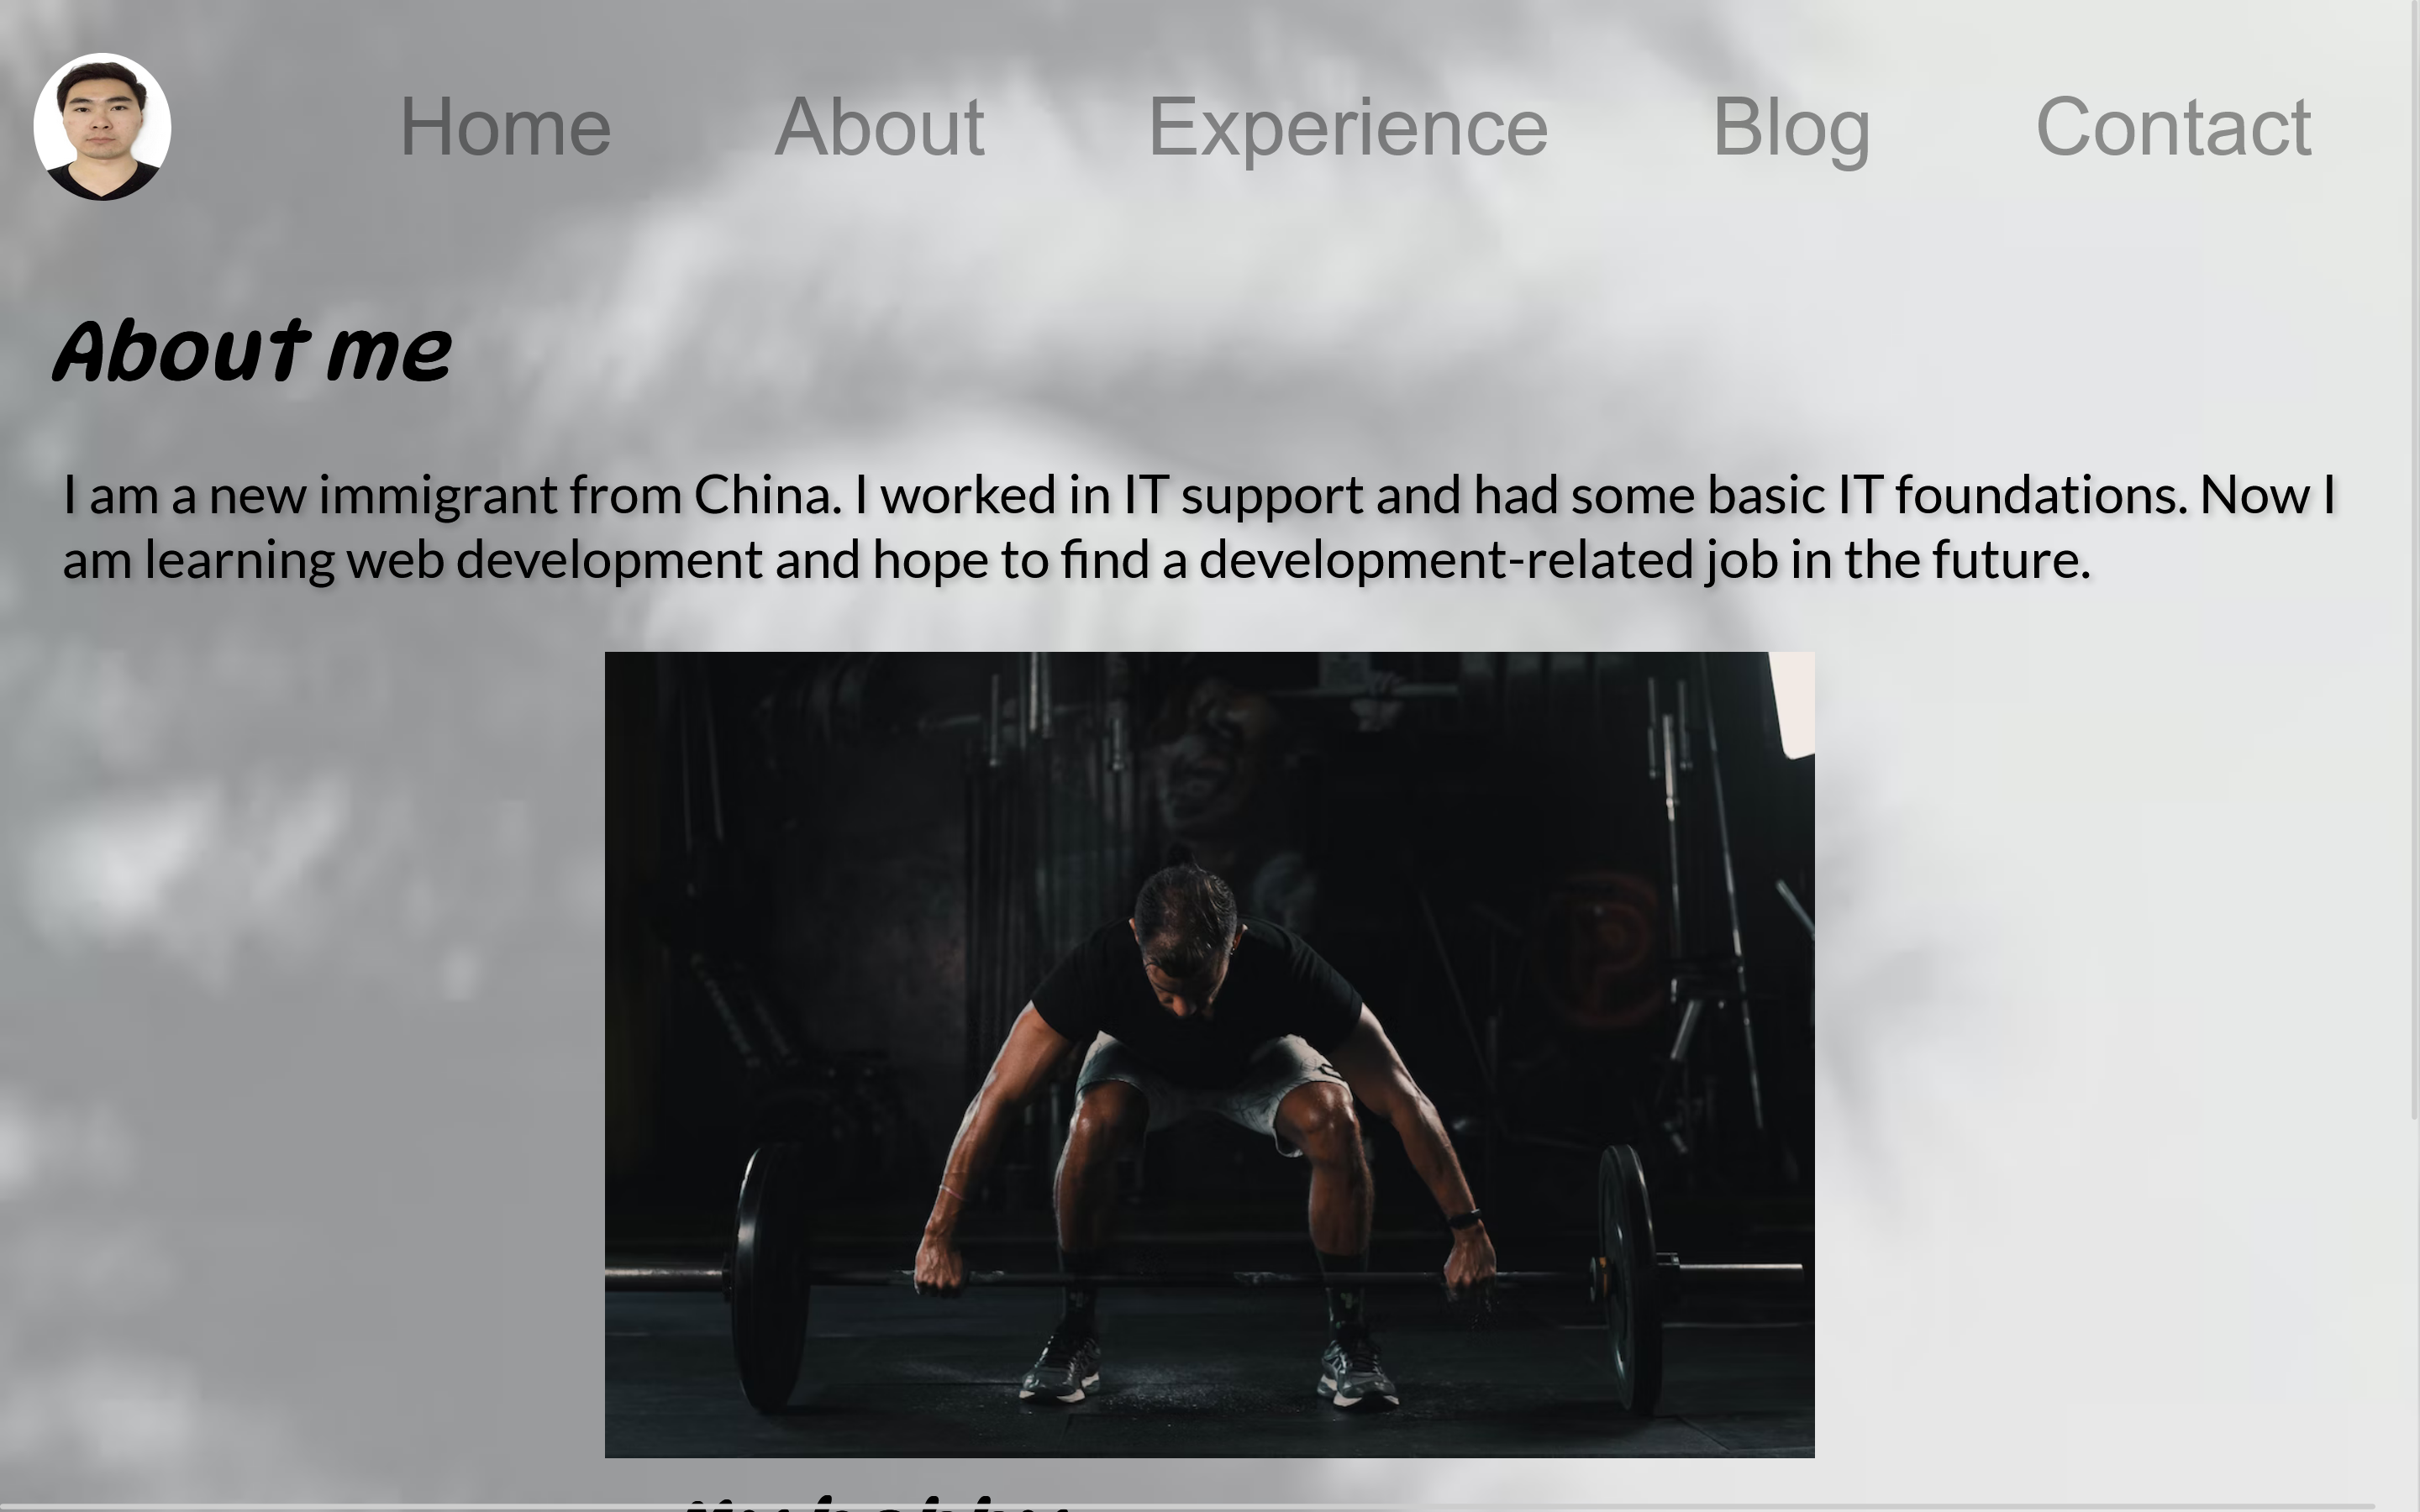 Home About Experience Blog Contact
About me
I am a new immigrant from China. I worked in IT support and had some basic IT foundations. Now I
am learning web development and hope to find a development-related job in the future.